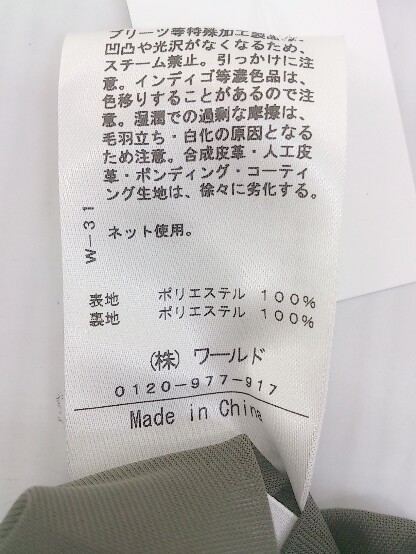 プリーツ等特殊加工製品は、
凹凸や光沢がなくなるため、
スチーム禁止。引っかけに注
意。インディゴ等濃色品は、
色移りすることがあるので注
意。湿潤での過剰な摩擦は、
毛羽立ち・白化の原因となる
ため注意。合成皮革・人工皮
革・ボンディング・コーティ
ング生地は、徐々に劣化する。
W-31
ネット使用。
表地 ポリエステル 100%
裏地 ポリエステル 100%
(株) ワールド
0120-977-917
Made in China